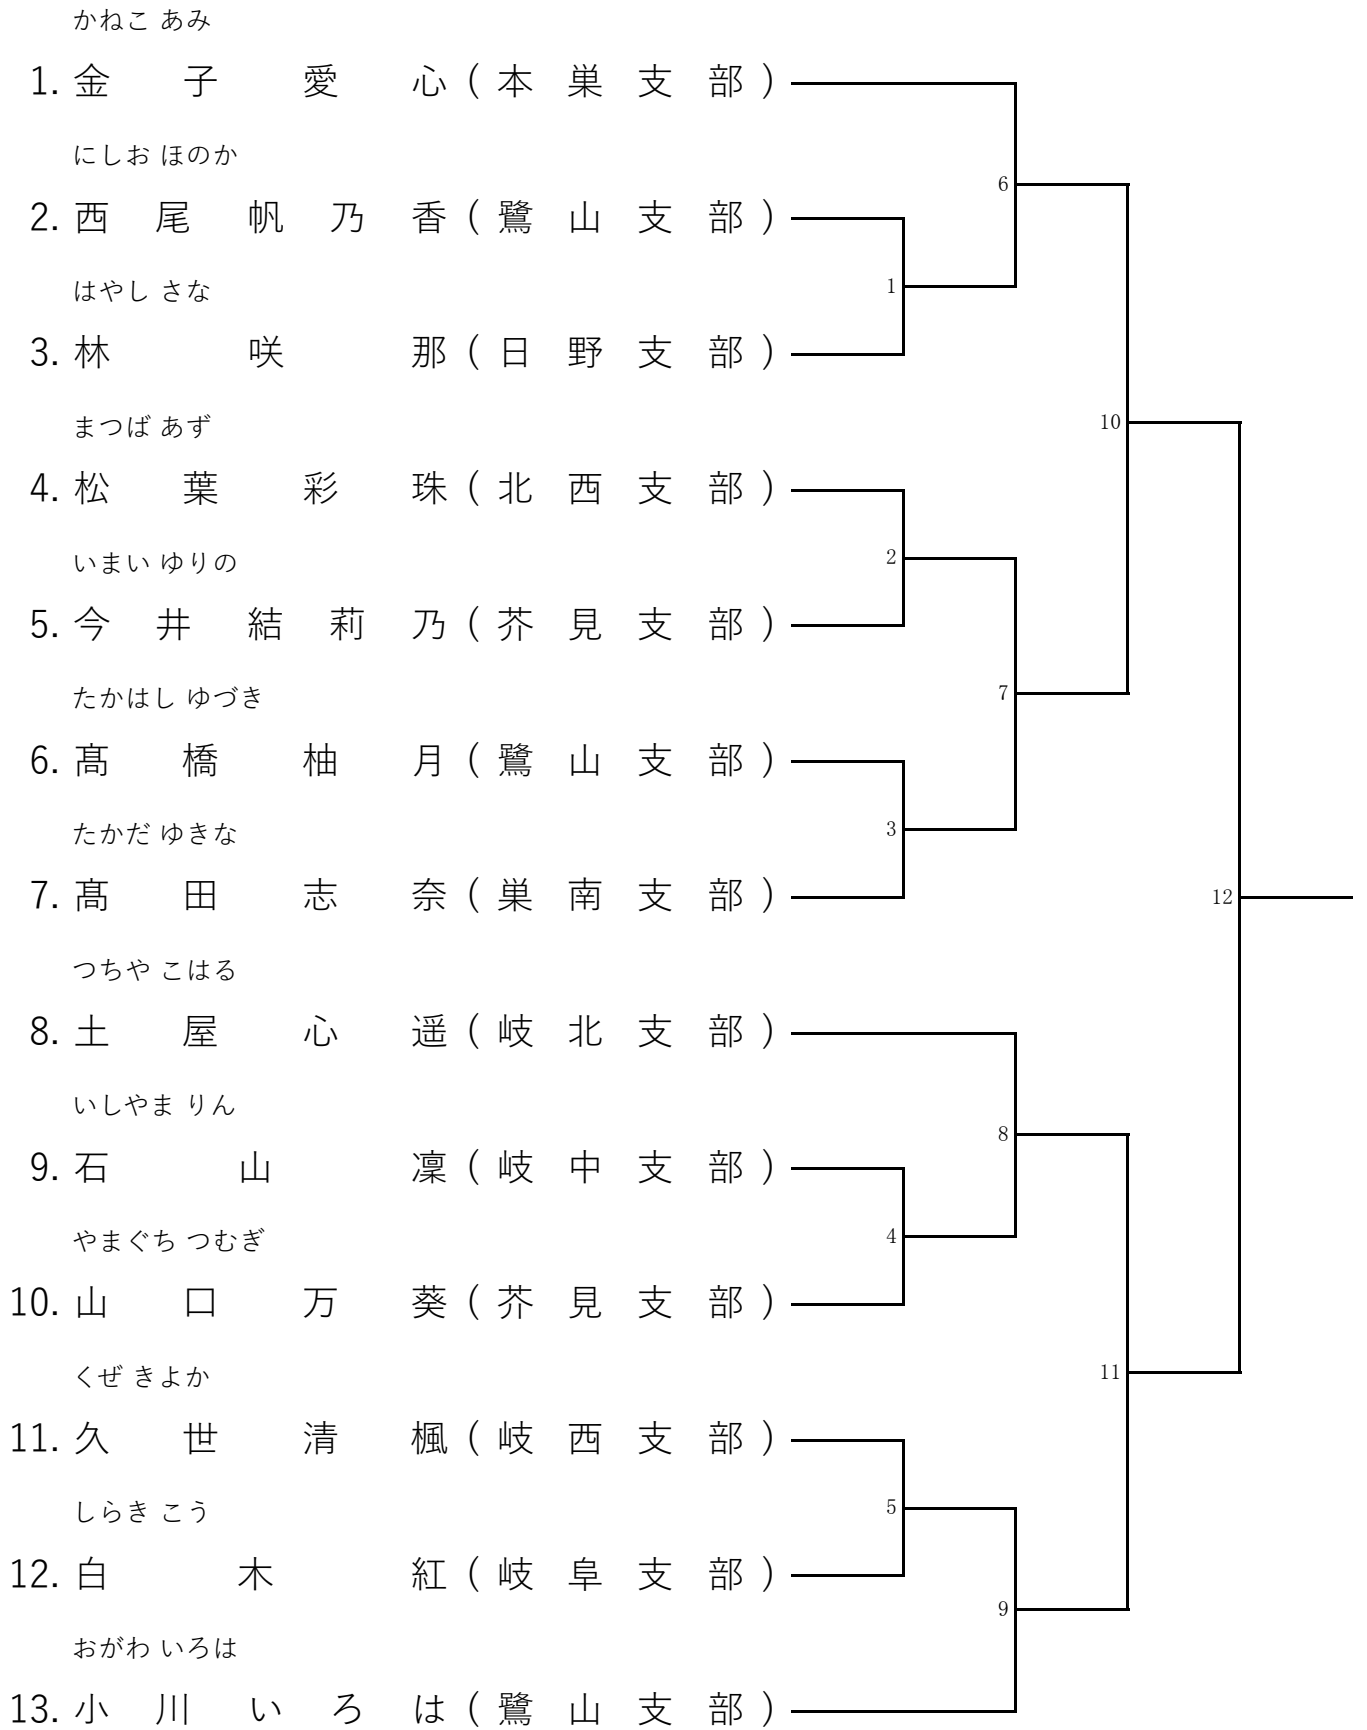 かねこ あみ
1. 金子愛心(本巣支部)
6
にしお ほのか
2. 西尾帆乃香(鷺山支部)
はやし さな
1
3. 林咲那(日野支部)
まつば あず
10
4. 松葉彩珠(北西支部)
いまい ゆりの
2
5. 今井結莉乃(芥見支部)
たかはし ゆづき
7
6. 髙橋柚月(鷺山支部)
たかだ ゆきな
3
7. 髙田志奈(巣南支部)
12
つちや こはる
8. 土屋心遥(岐北支部)
いしやま りん
8
9. 石山凜(岐中支部)
やまぐち つむぎ
4
10. 山口万葵(芥見支部)
くぜ きよか
11
11. 久世清楓(岐西支部)
しらき こう
5
12. 白木紅(岐阜支部)
9
おがわ いろは
13. 小川いろは(鷺山支部)